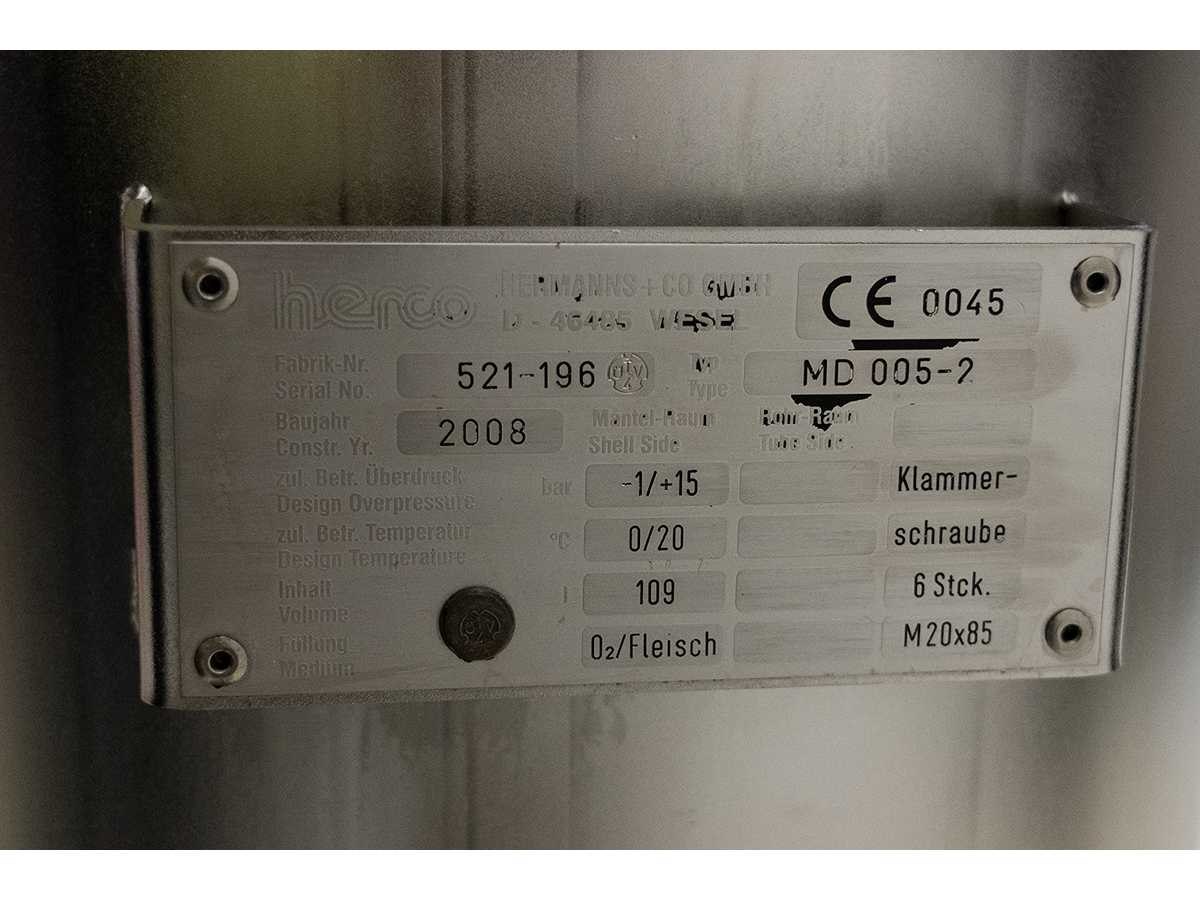 herco HERMANNS + CO GMBH
D - 46485 WESEL
CE 0045
Fabrik-Nr. 521-196 TÜV 4 Typ MD 005-2
Serial No. Type
Baujahr 2008 Mantel-Raum Rohr-Raum
Constr. Yr. Shell Side Tube Side
zul. Betr. Überdruck bar -1/+15 Klammer-
Design Overpressure
zul. Betr. Temperatur °C 0/20 schraube
Design Temperature
Inhalt l 109 6 Stck.
Volume
Füllung O₂/Fleisch M20x85
Medium